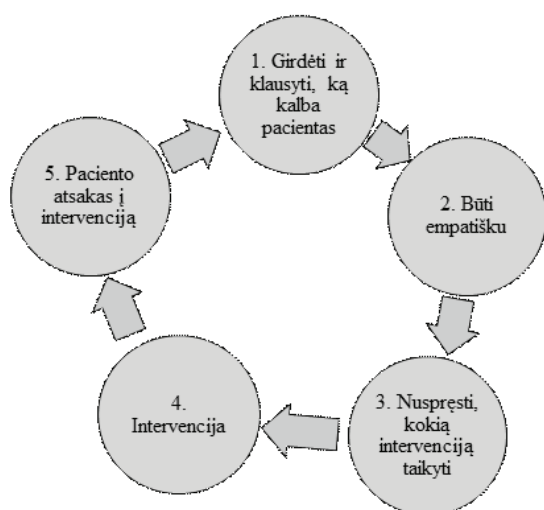 1. Girdėti ir
klausyti, ką
kalba
pacientas
2. Būti
empatišku
3. Nuspręsti,
kokią
intervenciją
taikyti
4.
Intervencija
5. Paciento
atsakas į
intervenciją